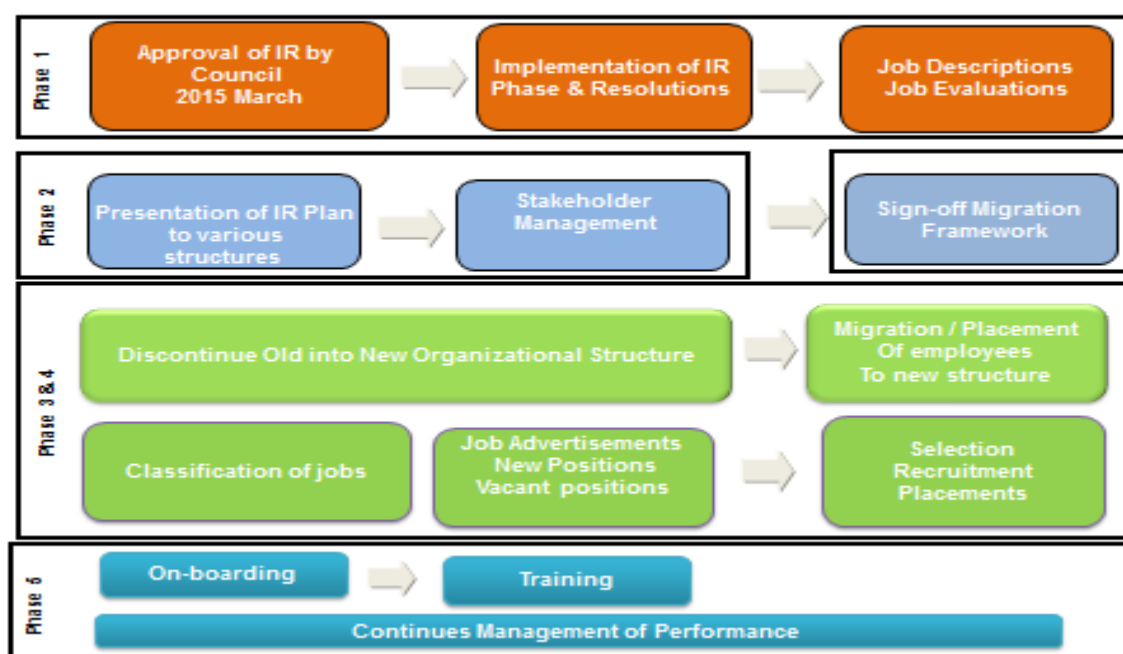 Phase 1
Approval of IR by
Council
2015 March
Implementation of IR
Phase & Resolutions
Job Descriptions
Job Evaluations
Phase 2
Presentation of IR Plan
to various
structures
Stakeholder
Management
Sign-off Migration
Framework
Phase 3 & 4
Discontinue Old into New Organizational Structure
Migration / Placement
Of employees
To new structure
Classification of jobs
Job Advertisements
New Positions
Vacant positions
Selection
Recruitment
Placements
Phase 6
On-boarding
Training
Continues Management of Performance